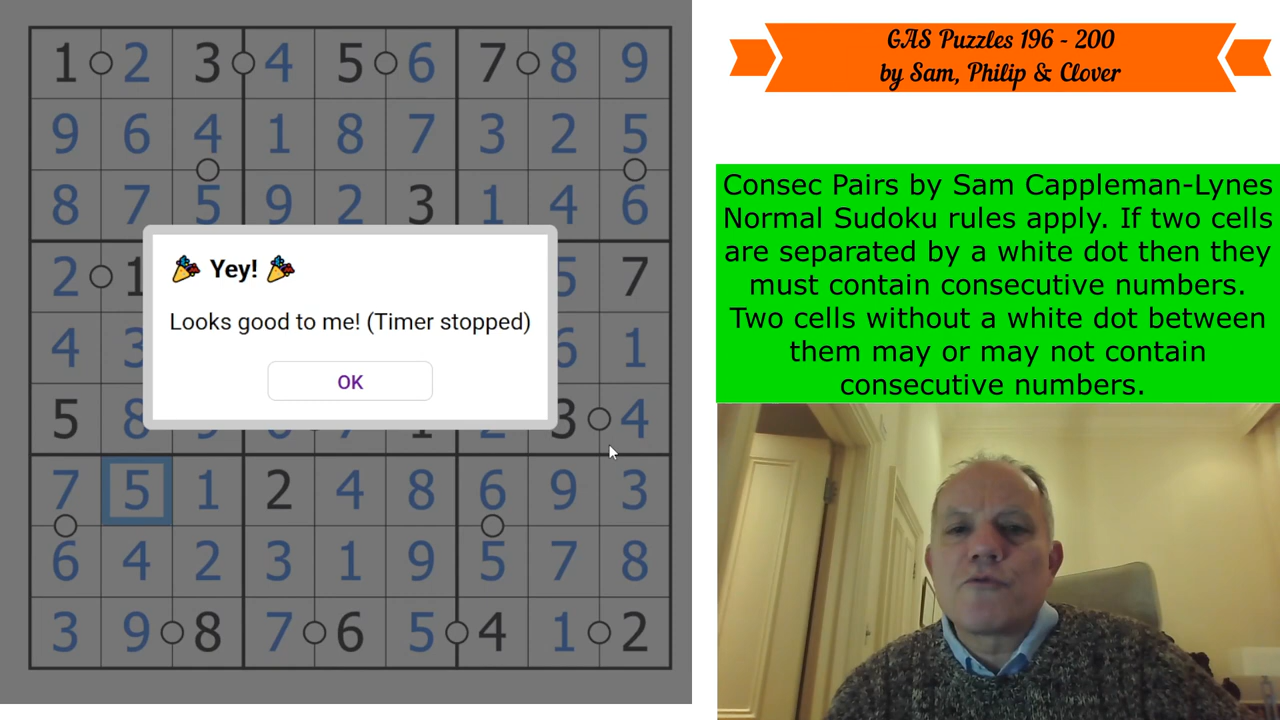 GAS Puzzles 196 - 200
by Sam, Philip & Clover
1 2 3 4 5 6 7 8 9
9 6 4 1 8 7 3 2 5
8 7 5 9 2 3 1 4 6
2 1 5 7
4 3 6 1
5 8 3 4
7 5 1 2 4 8 6 9 3
6 4 2 3 1 9 5 7 8
3 9 8 7 6 5 4 1 2
Yey!
Looks good to me! (Timer stopped)
OK
Consec Pairs by Sam Cappleman-Lynes
Normal Sudoku rules apply. If two cells
are separated by a white dot then they
must contain consecutive numbers.
Two cells without a white dot between
them may or may not contain
consecutive numbers.